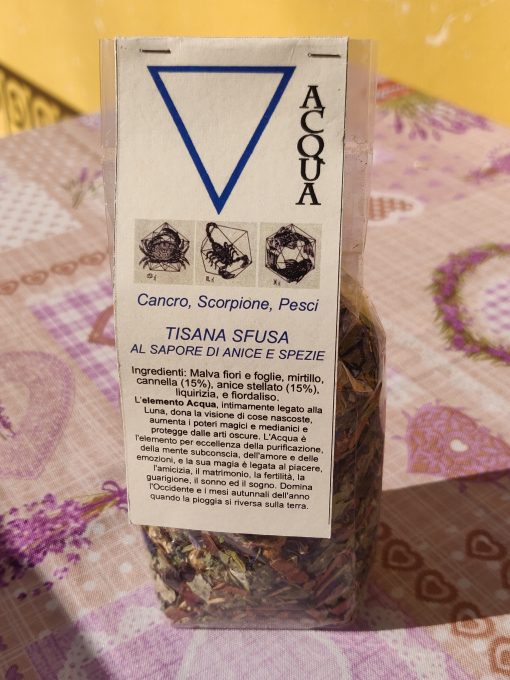 ACQUA
Cancro, Scorpione, Pesci
TISANA SFUSA
AL SAPORE DI ANICE E SPEZIE
Ingredienti: Malva fiori e foglie, mirtillo,
cannella (15%), anice stellato (15%),
liquirizia, e fiordaliso.
L'elemento Acqua, intimamente legato alla
Luna, dona la visione di cose nascoste,
aumenta i poteri magici e medianici e
protegge dalle arti oscure. L'Acqua è
l'elemento per eccellenza della purificazione,
della mente subconscia, dell'amore e delle
emozioni, e la sua magia è legata al piacere,
l'amicizia, il matrimonio, la fertilità, la
guarigione, il sonno ed il sogno. Domina
l'Occidente e i mesi autunnali dell'anno
quando la pioggia si riversa sulla terra.